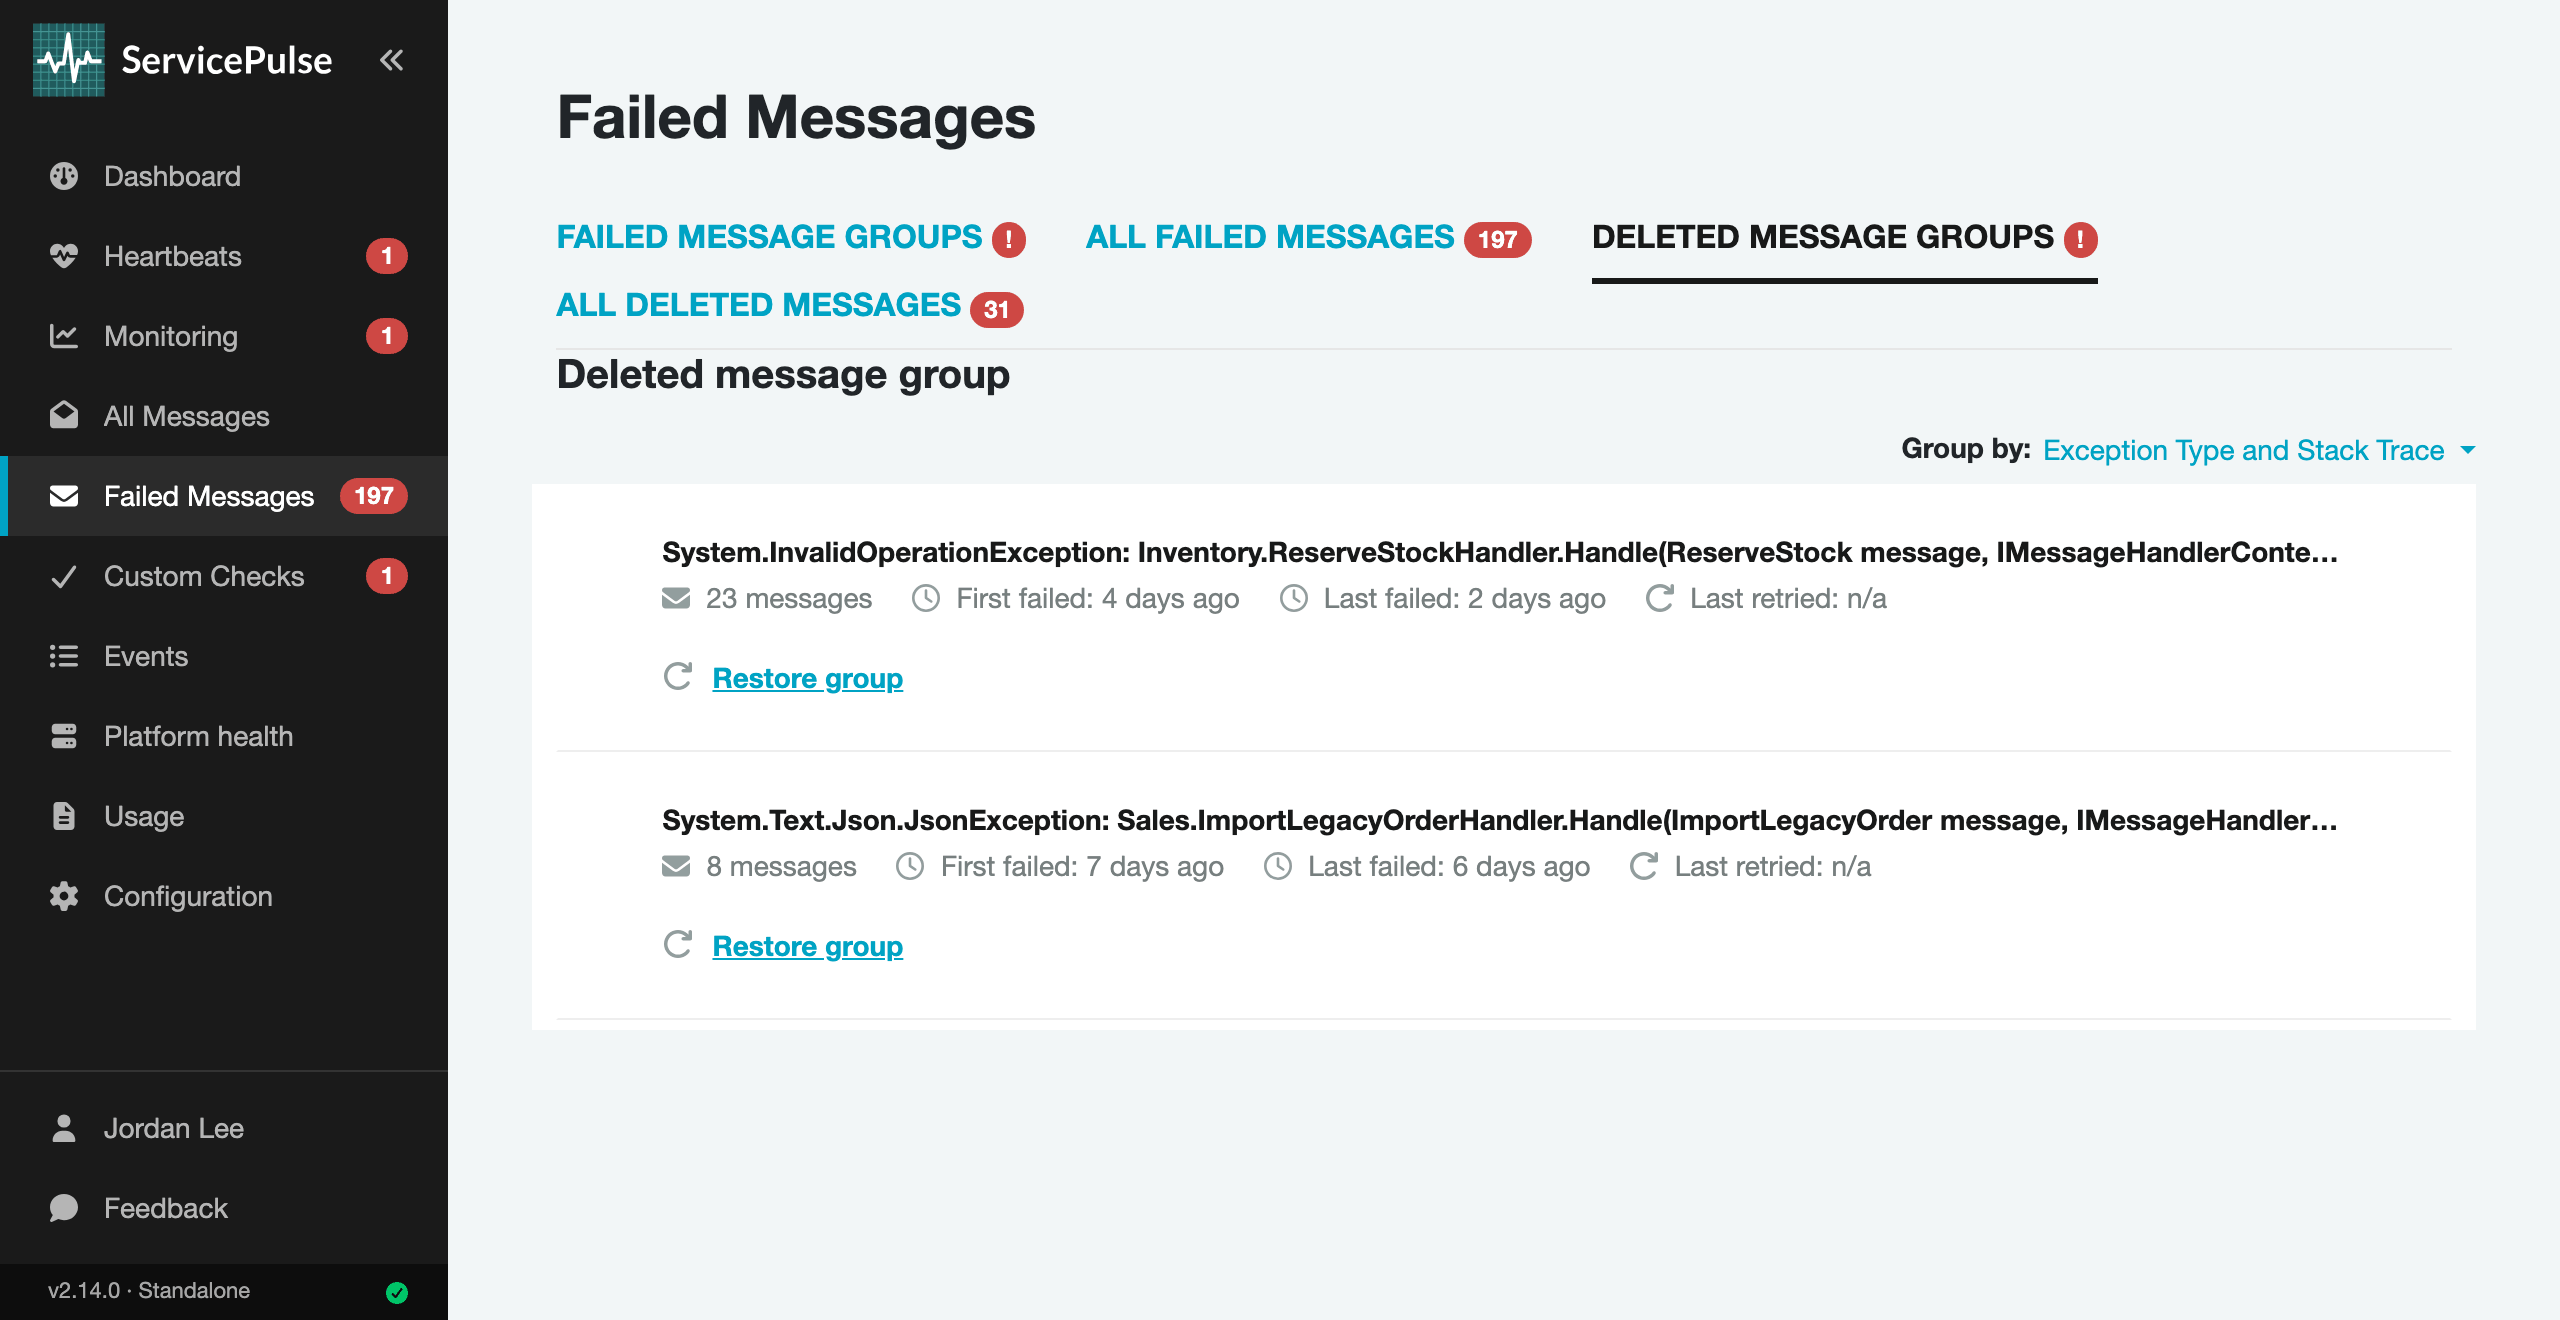 ServicePulse
Dashboard
Heartbeats 1
Monitoring 1
All Messages
Failed Messages 197
Custom Checks 1
Events
Platform health
Usage
Configuration
Jordan Lee
Feedback
v2.14.0 · Standalone
Failed Messages
FAILED MESSAGE GROUPS ! ALL FAILED MESSAGES 197 DELETED MESSAGE GROUPS !
ALL DELETED MESSAGES 31
Deleted message group
Group by: Exception Type and Stack Trace
System.InvalidOperationException: Inventory.ReserveStockHandler.Handle(ReserveStock message, IMessageHandlerConte...
23 messages First failed: 4 days ago Last failed: 2 days ago Last retried: n/a
Restore group
System.Text.Json.JsonException: Sales.ImportLegacyOrderHandler.Handle(ImportLegacyOrder message, IMessageHandler...
8 messages First failed: 7 days ago Last failed: 6 days ago Last retried: n/a
Restore group